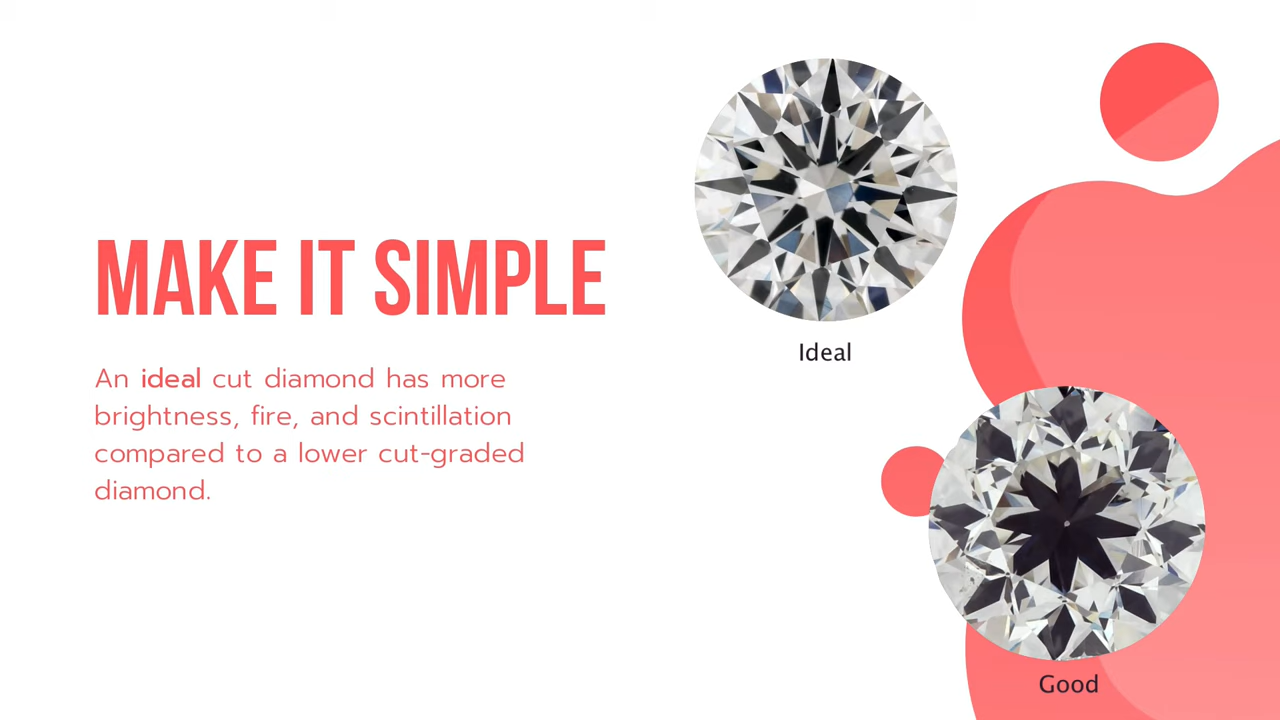 MAKE IT SIMPLE
An ideal cut diamond has more
brightness, fire, and scintillation
compared to a lower cut-graded
diamond.
Ideal
Good